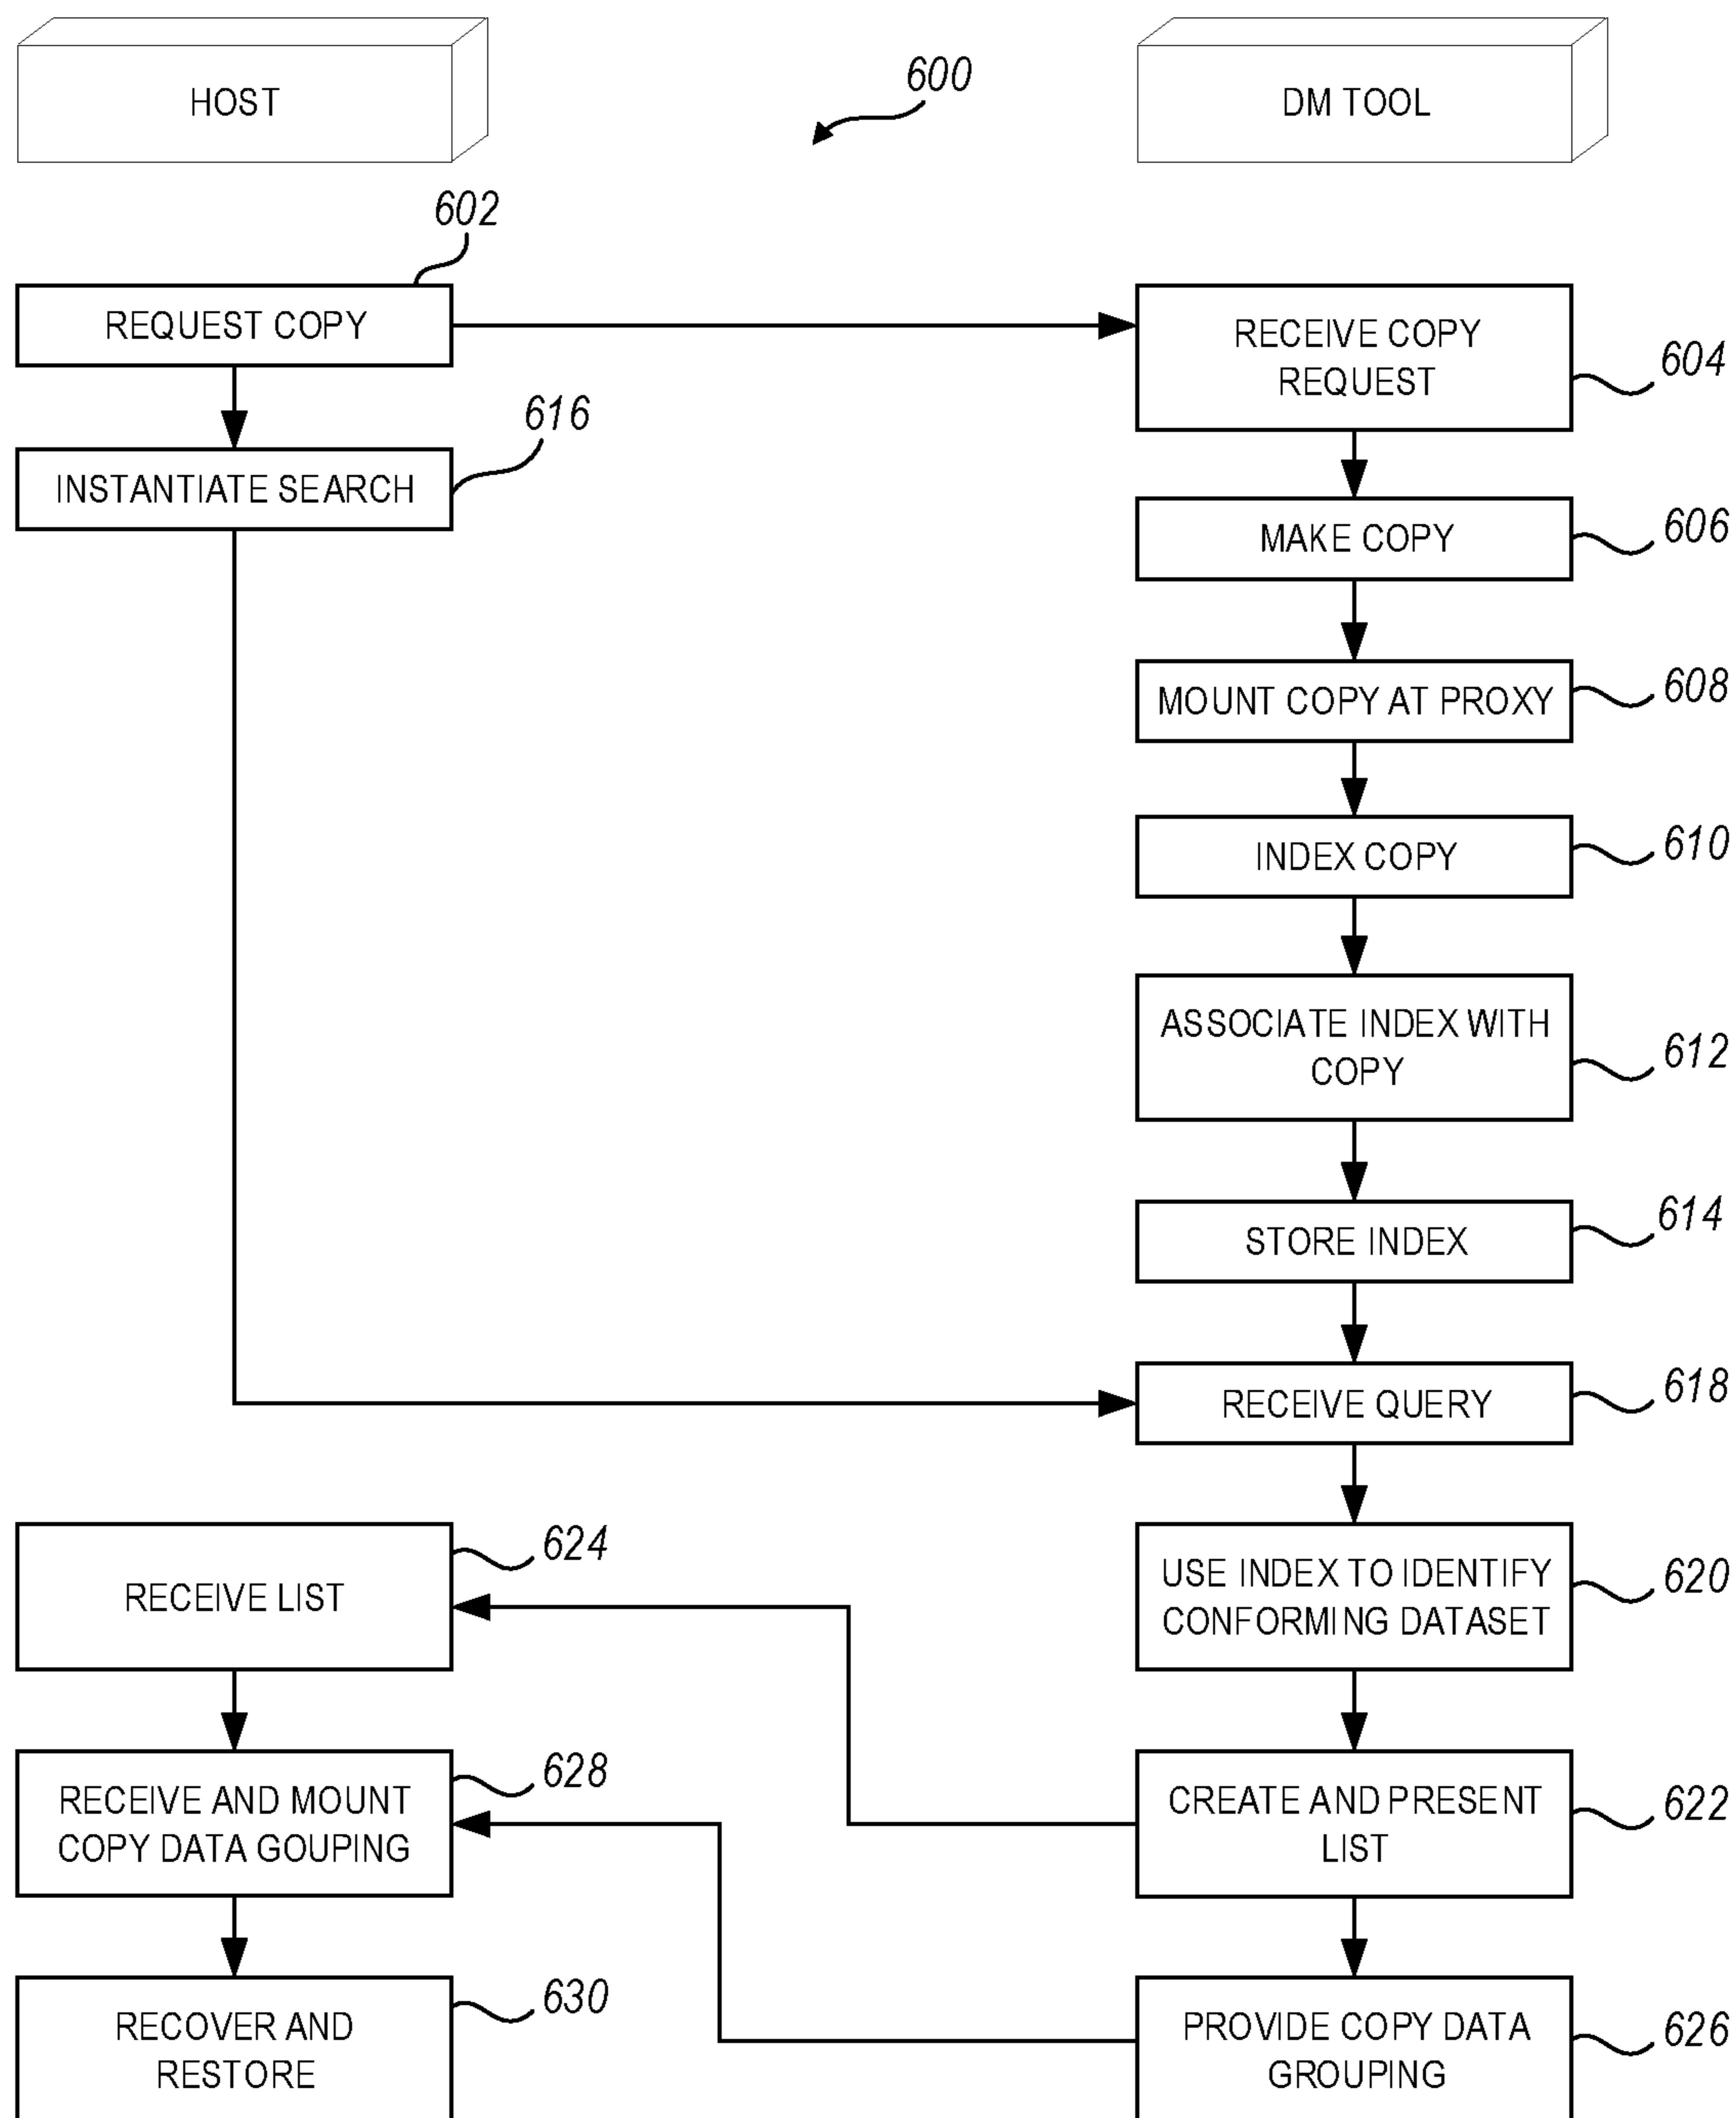 HOST
600
DM TOOL
602
REQUEST COPY
RECEIVE COPY
REQUEST
604
616
INSTANTIATE SEARCH
MAKE COPY
606
MOUNT COPY AT PROXY
608
INDEX COPY
610
ASSOCIATE INDEX WITH
COPY
612
STORE INDEX
614
RECEIVE QUERY
618
RECEIVE LIST
624
USE INDEX TO IDENTIFY
CONFORMING DATASET
620
RECEIVE AND MOUNT
COPY DATA GOUPING
628
CREATE AND PRESENT
LIST
622
RECOVER AND
RESTORE
630
PROVIDE COPY DATA
GROUPING
626